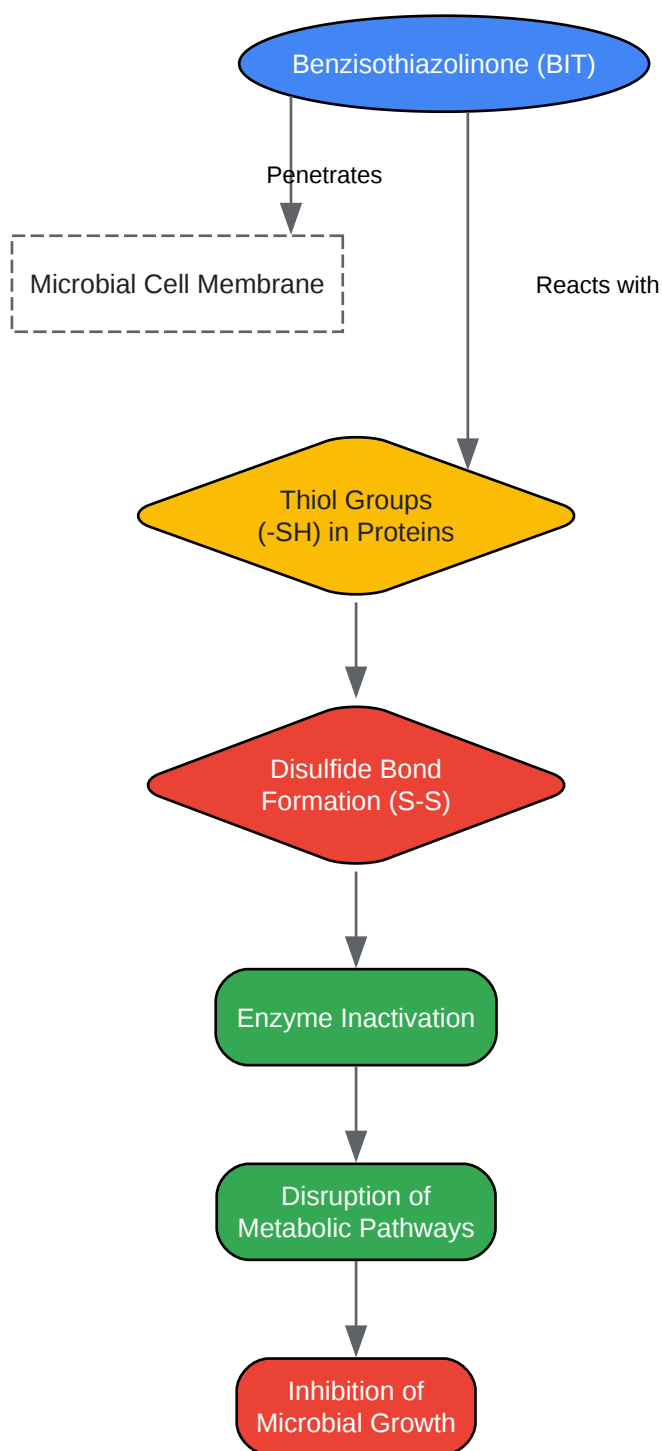 Benzisothiazolinone (BIT)
Penetrates
Microbial Cell Membrane
Reacts with
Thiol Groups
(-SH) in Proteins
Disulfide Bond
Formation (S-S)
Enzyme Inactivation
Disruption of
Metabolic Pathways
Inhibition of
Microbial Growth